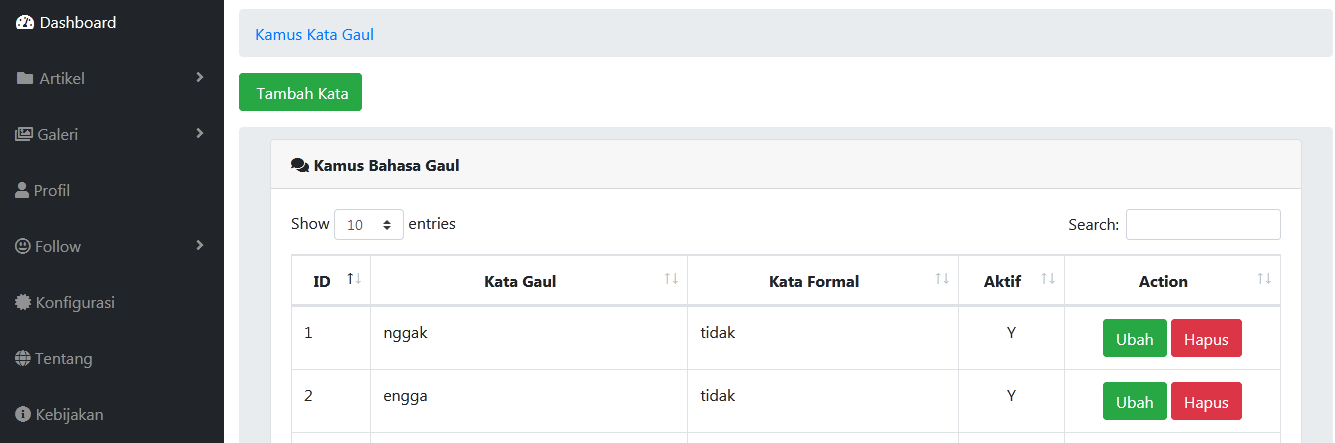 Dashboard
Artikel
Galeri
Profil
Follow
Konfigurasi
Tentang
Kebijakan
Kamus Kata Gaul
Tambah Kata
Kamus Bahasa Gaul
Show 10 entries
Search:
ID Kata Gaul Kata Formal Aktif Action
1 nggak tidak Y Ubah Hapus
2 engga tidak Y Ubah Hapus